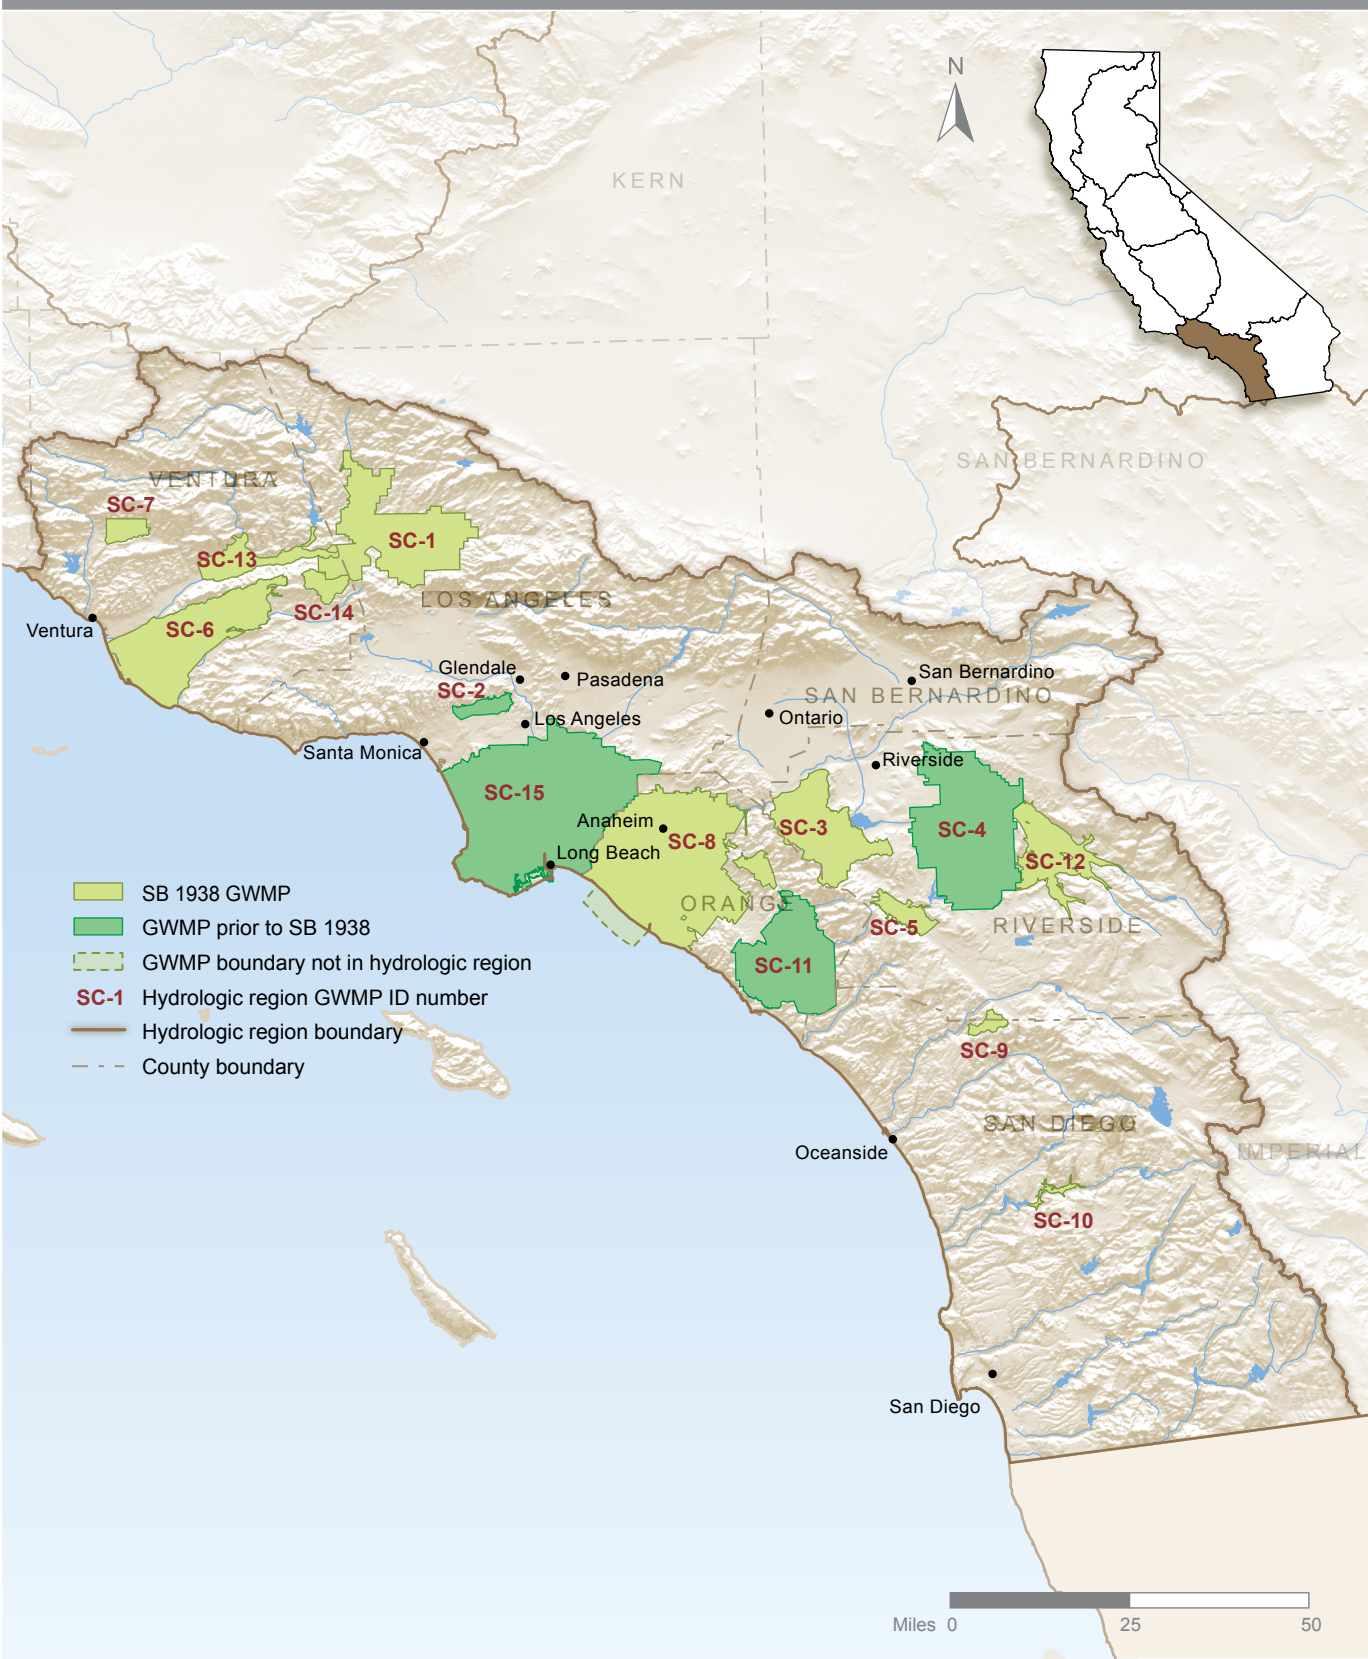 N
KERN
SAN BERNARDINO
VENTURA
SC-7
SC-1
SC-13
LOS ANGELES
SC-14
SC-6
Ventura
Glendale
Pasadena
San Bernardino
SC-2
SAN BERNARDINO
Los Angeles
Ontario
Santa Monica
Riverside
SC-15
Anaheim
SC-8
SC-3
SC-4
Long Beach
SC-12
SB 1938 GWMP
ORANGE
GWMP prior to SB 1938
SC-5
RIVERSIDE
GWMP boundary not in hydrologic region
SC-11
SC-1 Hydrologic region GWMP ID number
Hydrologic region boundary
SC-9
County boundary
SAN DIEGO
Oceanside
IMPERIAL
SC-10
San Diego
Miles 0 25 50